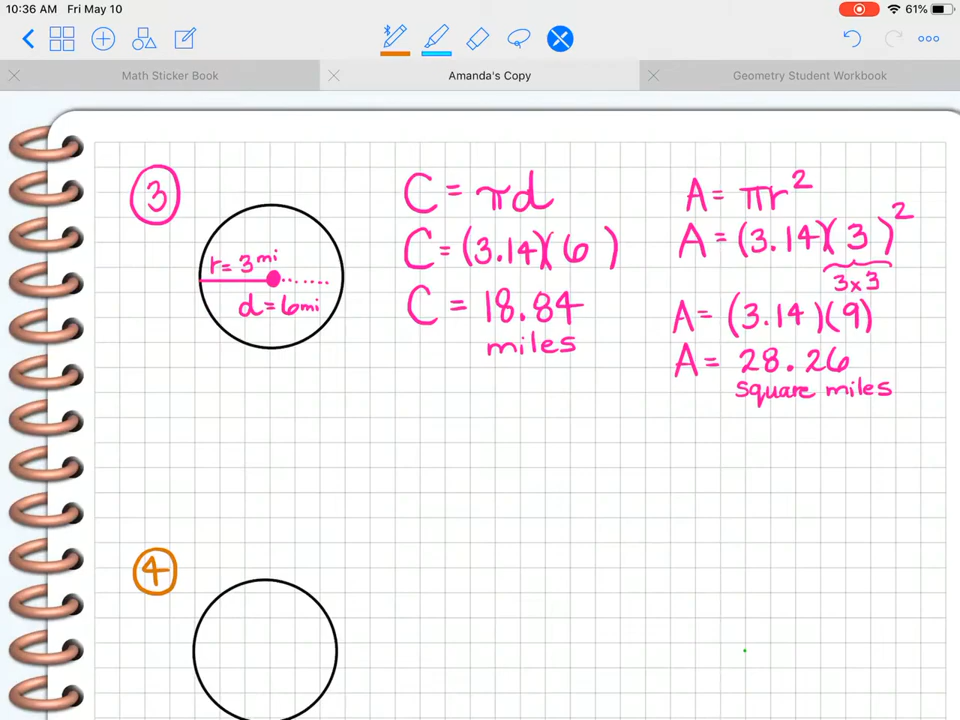 10:36 AM Fri May 10
61%
Math Sticker Book
Amanda's Copy
Geometry Student Workbook
3
r = 3 mi
d = 6 mi
C = πd
C = (3.14)(6)
C = 18.84
miles
A = πr²
A = (3.14)(3)²
3x3
A = (3.14)(9)
A = 28.26
square miles
4